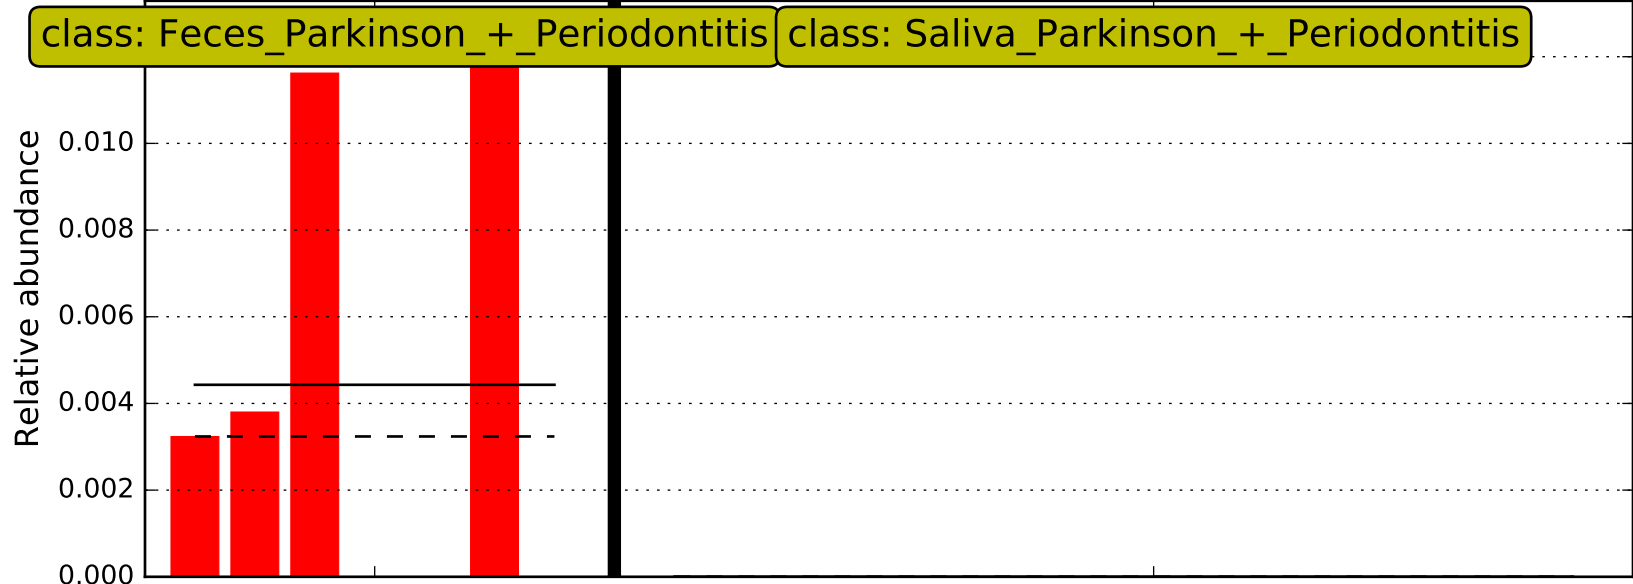 class: Feces_Parkinson_+_Periodontitis
class: Saliva_Parkinson_+_Periodontitis
Relative abundance
0.010
0.008
0.006
0.004
0.002
0.000